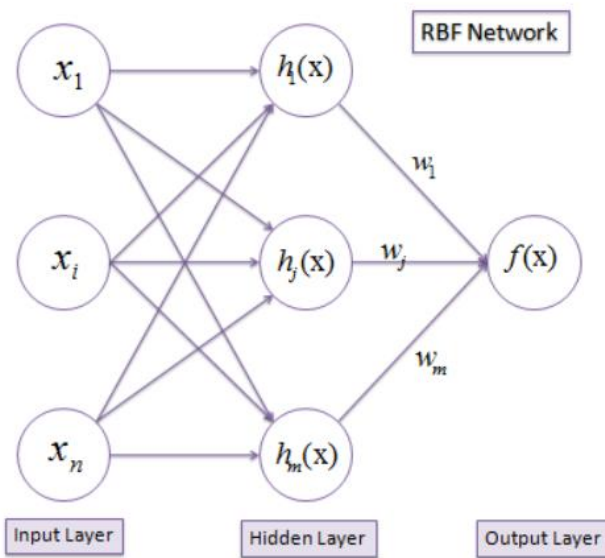 RBF Network
x₁
h₁(x)
w₁
xᵢ
hⱼ(x)
wⱼ
f(x)
wₘ
xₙ
hₘ(x)
Input Layer
Hidden Layer
Output Layer